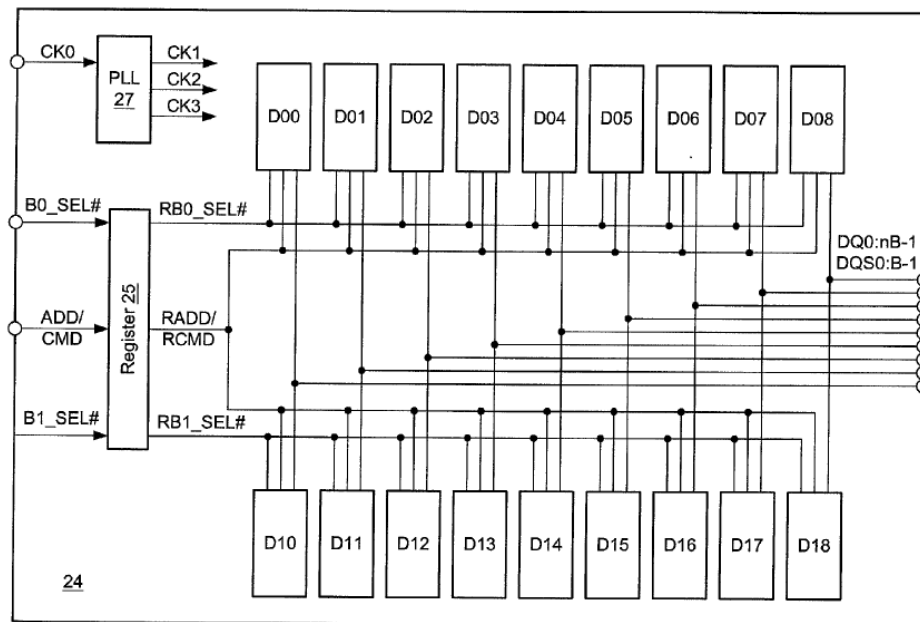 CK0
PLL
27
CK1
CK2
CK3
D00 D01 D02 D03 D04 D05 D06 D07 D08
B0_SEL#
RB0_SEL#
DQ0:nB-1
DQS0:B-1
ADD/
CMD
Register 25
RADD/
RCMD
B1_SEL#
RB1_SEL#
D10 D11 D12 D13 D14 D15 D16 D17 D18
24